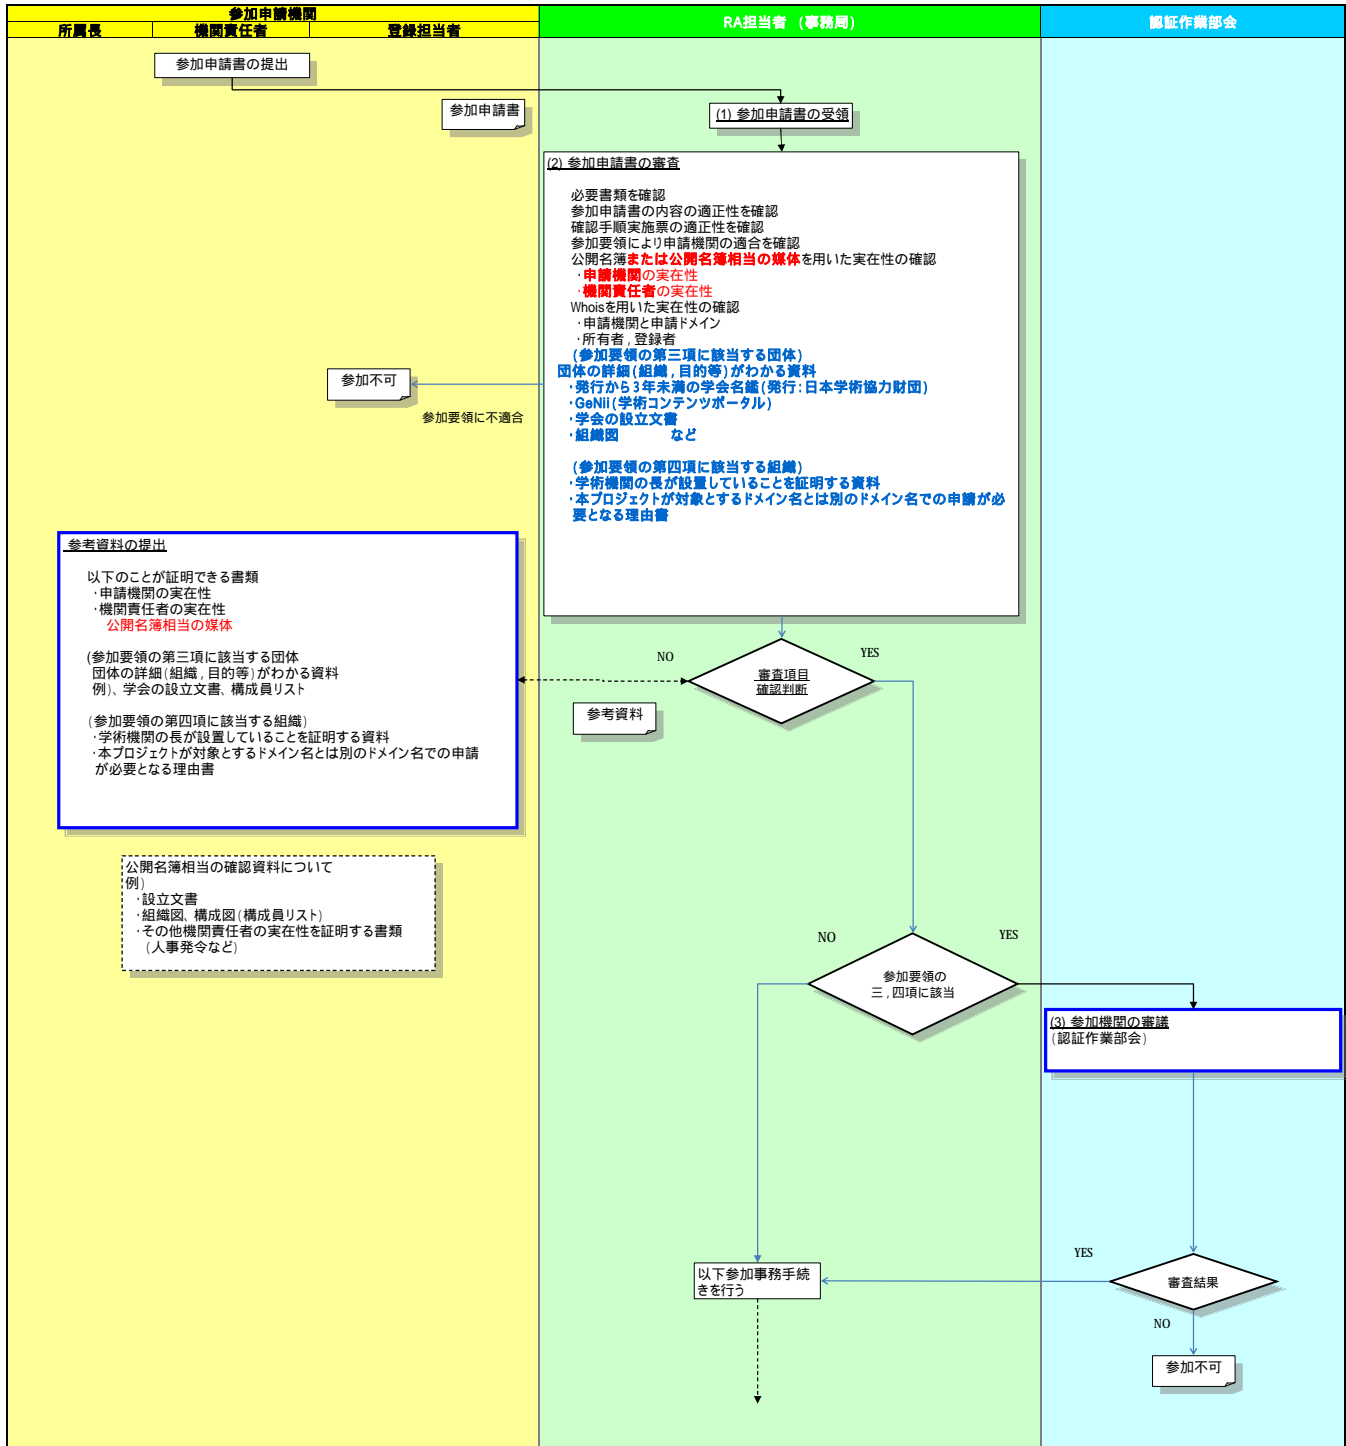 参加申請機関
所属長
機関責任者
登録担当者
RA担当者 (事務局)
認証作業部会
参加申請書の提出
参加申請書
(1) 参加申請書の受領
(2) 参加申請書の審査
必要書類を確認
参加申請書の内容の適正性を確認
確認手順実施票の適正性を確認
参加要領により申請機関の適合を確認
公開名簿または公開名簿相当の媒体を用いた実在性の確認
・申請機関の実在性
・機関責任者の実在性
Whoisを用いた実在性の確認
・申請機関と申請ドメイン
・所有者,登録者
(参加要領の第三項に該当する団体)
団体の詳細(組織,目的等)がわかる資料
・発行から3年未満の学会名鑑(発行:日本学術協力財団)
・GeNii(学術コンテンツポータル)
・学会の設立文書
・組織図 など
(参加要領の第四項に該当する組織)
・学術機関の長が設置していることを証明する資料
・本プロジェクトが対象とするドメイン名とは別のドメイン名での申請が必
要となる理由書
参加不可
参加要領に不適合
参考資料の提出
以下のことが証明できる書類
・申請機関の実在性
・機関責任者の実在性
公開名簿相当の媒体
(参加要領の第三項に該当する団体
団体の詳細(組織,目的等)がわかる資料
例)、学会の設立文書、構成員リスト
(参加要領の第四項に該当する組織)
・学術機関の長が設置していることを証明する資料
・本プロジェクトが対象とするドメイン名とは別のドメイン名での申請
が必要となる理由書
NO
YES
審査項目
確認判断
参考資料
公開名簿相当の確認資料について
例)
・設立文書
・組織図、構成図(構成員リスト)
・その他機関責任者の実在性を証明する書類
(人事発令など)
NO
YES
参加要領の
三,四項に該当
(3) 参加機関の審議
(認証作業部会)
YES
以下参加事務手続
きを行う
審査結果
NO
参加不可